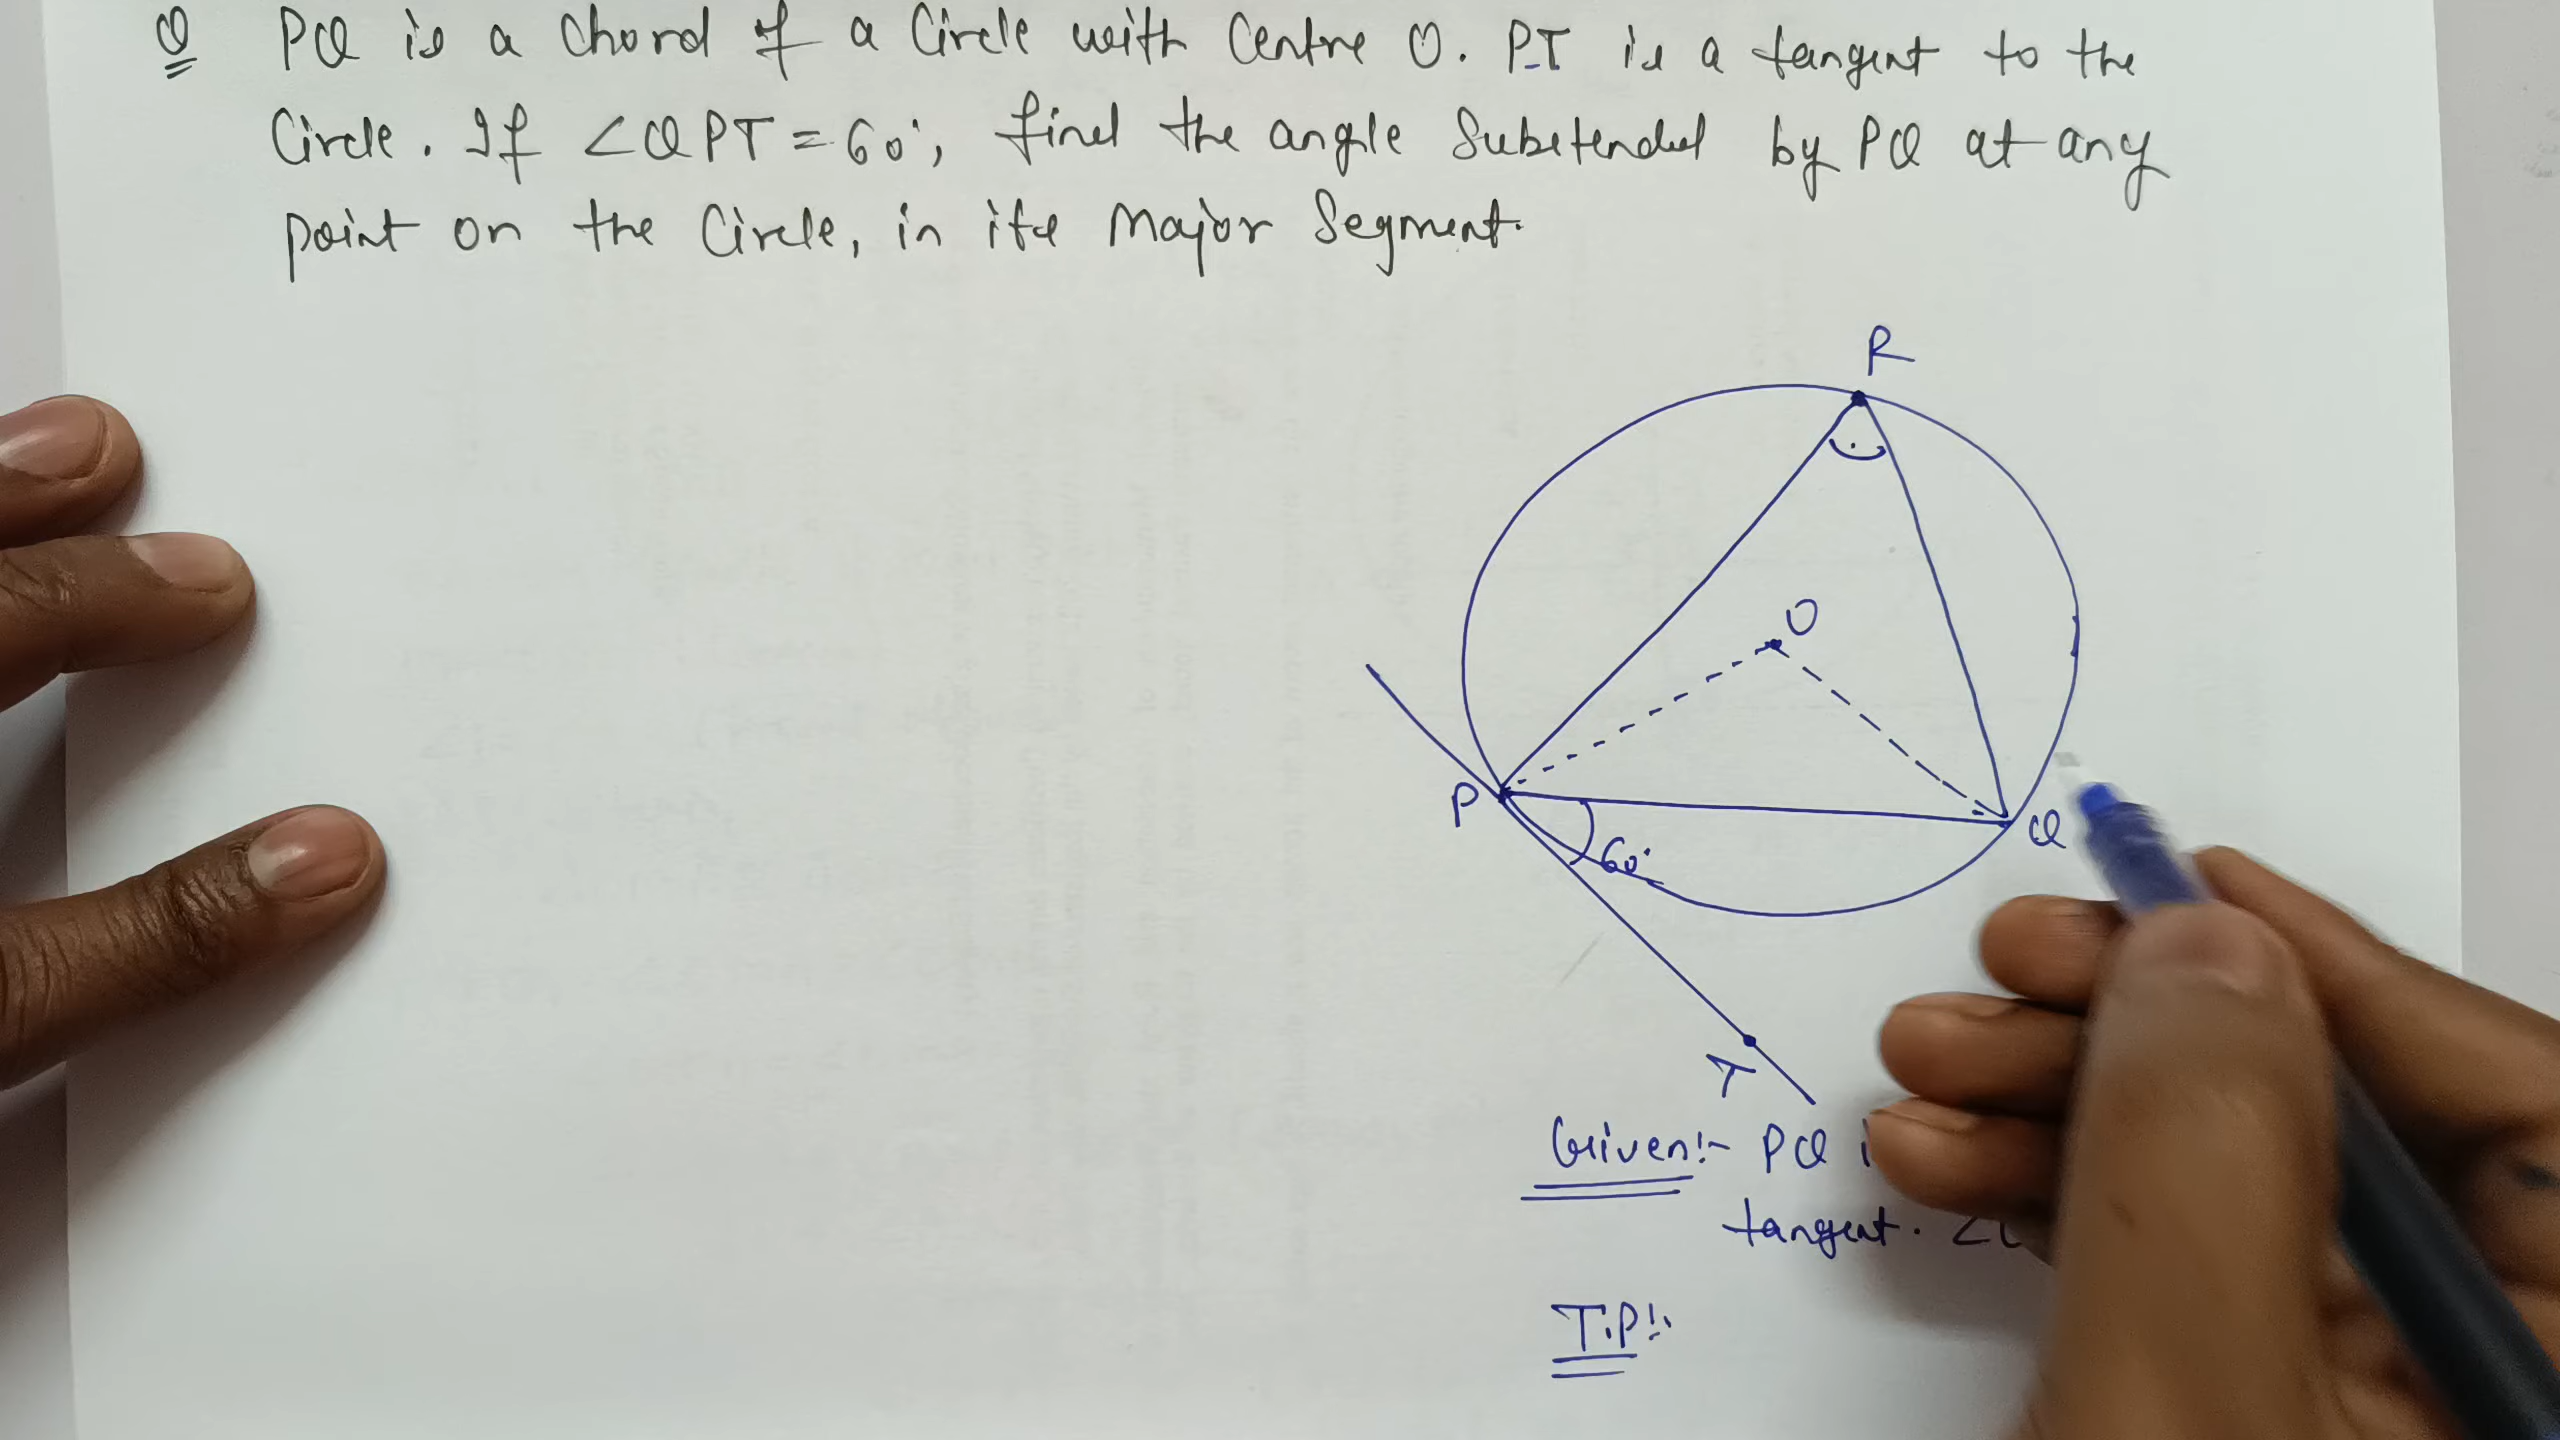 Q PQ is a Chord of a Circle with Centre O. PT is a tangent to the
Circle. If ∠QPT = 60°, find the angle Subtended by PQ at any
point on the Circle, in its Major Segment.
R
O
P
Q
60°
T
Given:- PQ i
tangent. ∠
T.P:-